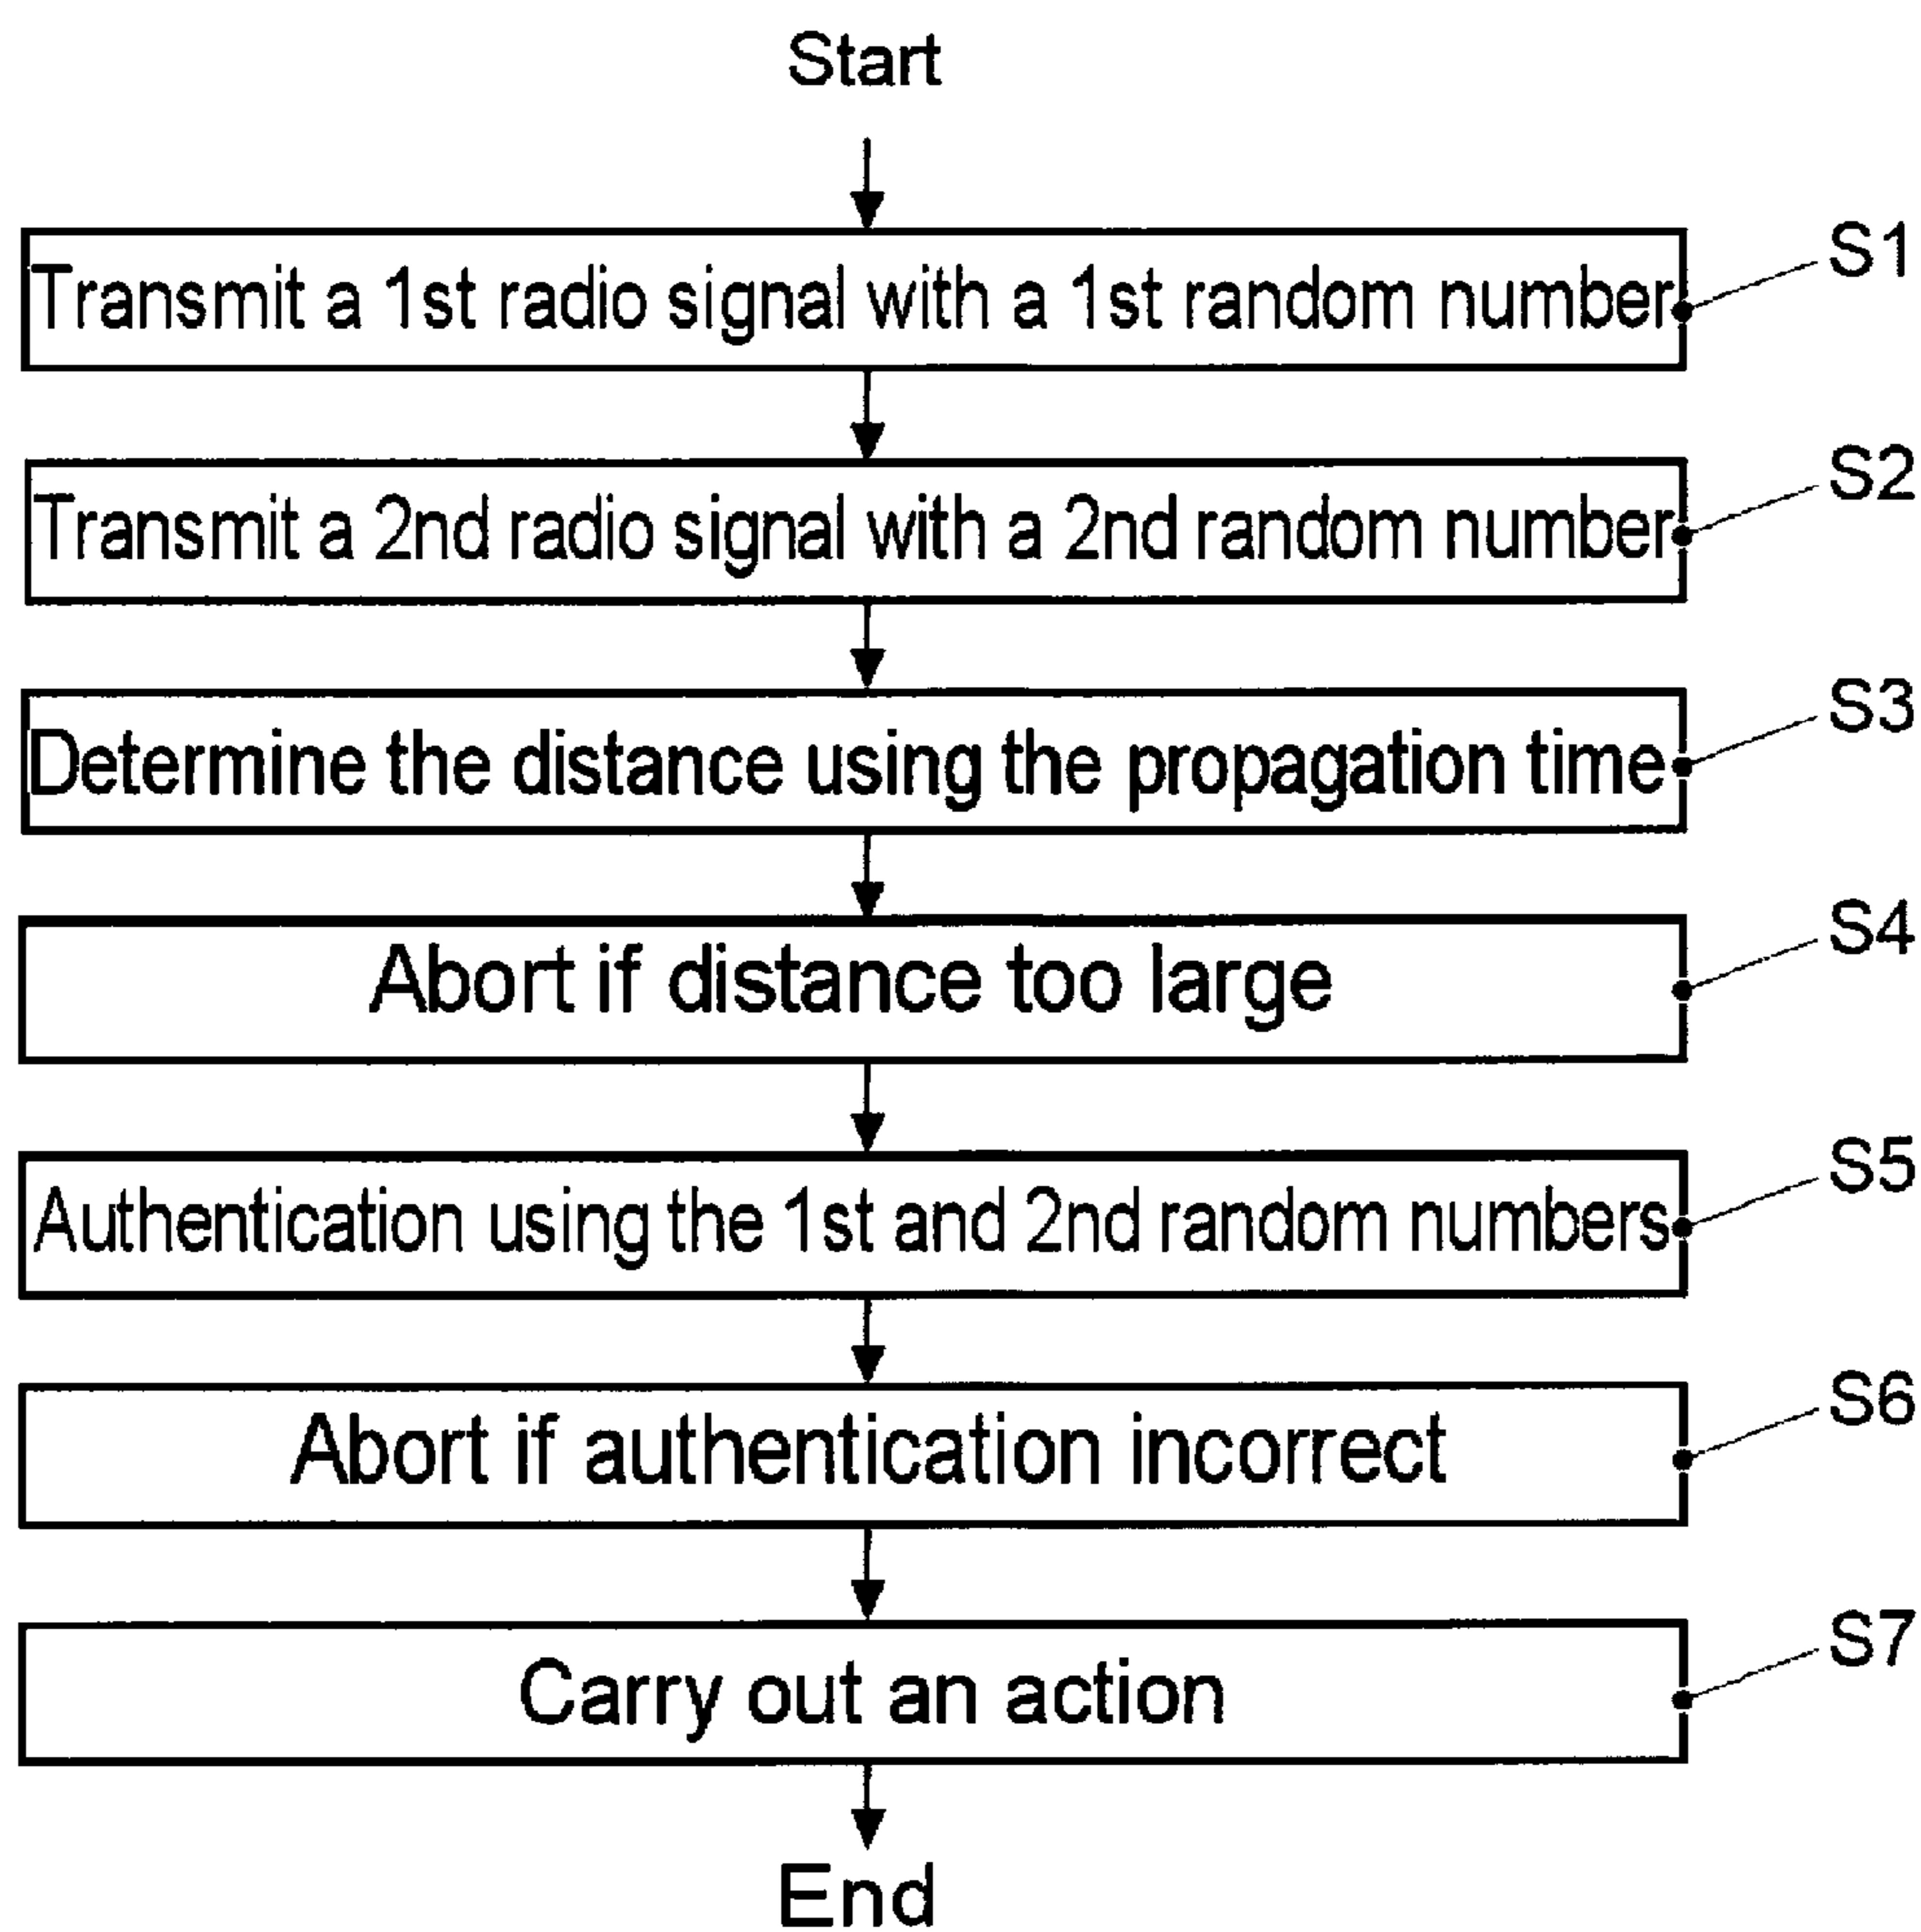 Start
Transmit a 1st radio signal with a 1st random number
S1
Transmit a 2nd radio signal with a 2nd random number
S2
Determine the distance using the propagation time
S3
Abort if distance too large
S4
Authentication using the 1st and 2nd random numbers
S5
Abort if authentication incorrect
S6
Carry out an action
S7
End